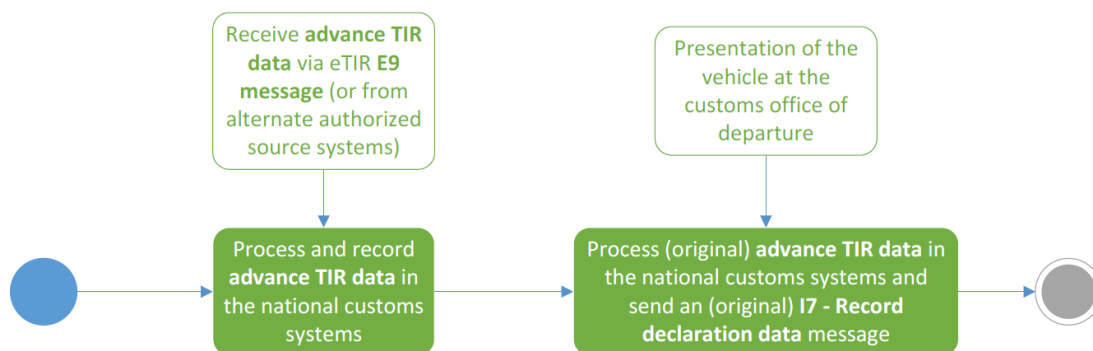 Receive advance TIR
data via eTIR E9
message (or from
alternate authorized
source systems)
Presentation of the
vehicle at the
customs office of
departure
Process and record
advance TIR data in
the national customs
systems
Process (original) advance TIR data in
the national customs systems and
send an (original) I7 - Record
declaration data message